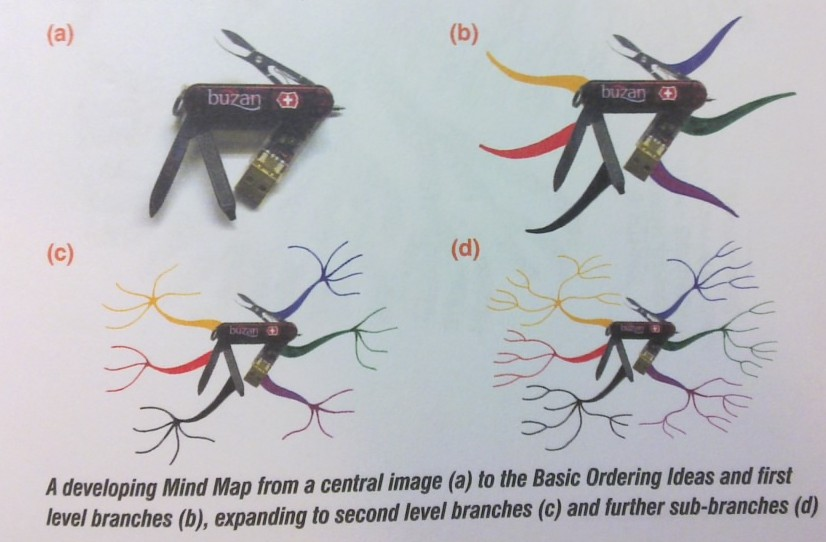 (a)
buzan
(b)
buzan
(c)
buzan
(d)
buzan
A developing Mind Map from a central image (a) to the Basic Ordering Ideas and first
level branches (b), expanding to second level branches (c) and further sub-branches (d)